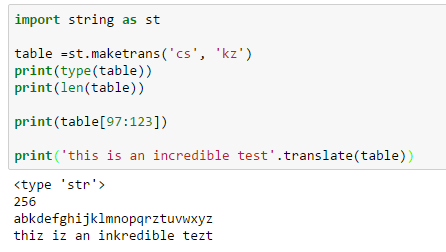 import string as st
table =st.maketrans('cs', 'kz')
print(type(table))
print(len(table))
print(table[97:123])
print('this is an incredible test'.translate(table))
<type 'str'>
256
abkdefghijklmnopqrztuvwxyz
thiz iz an inkredible tezt